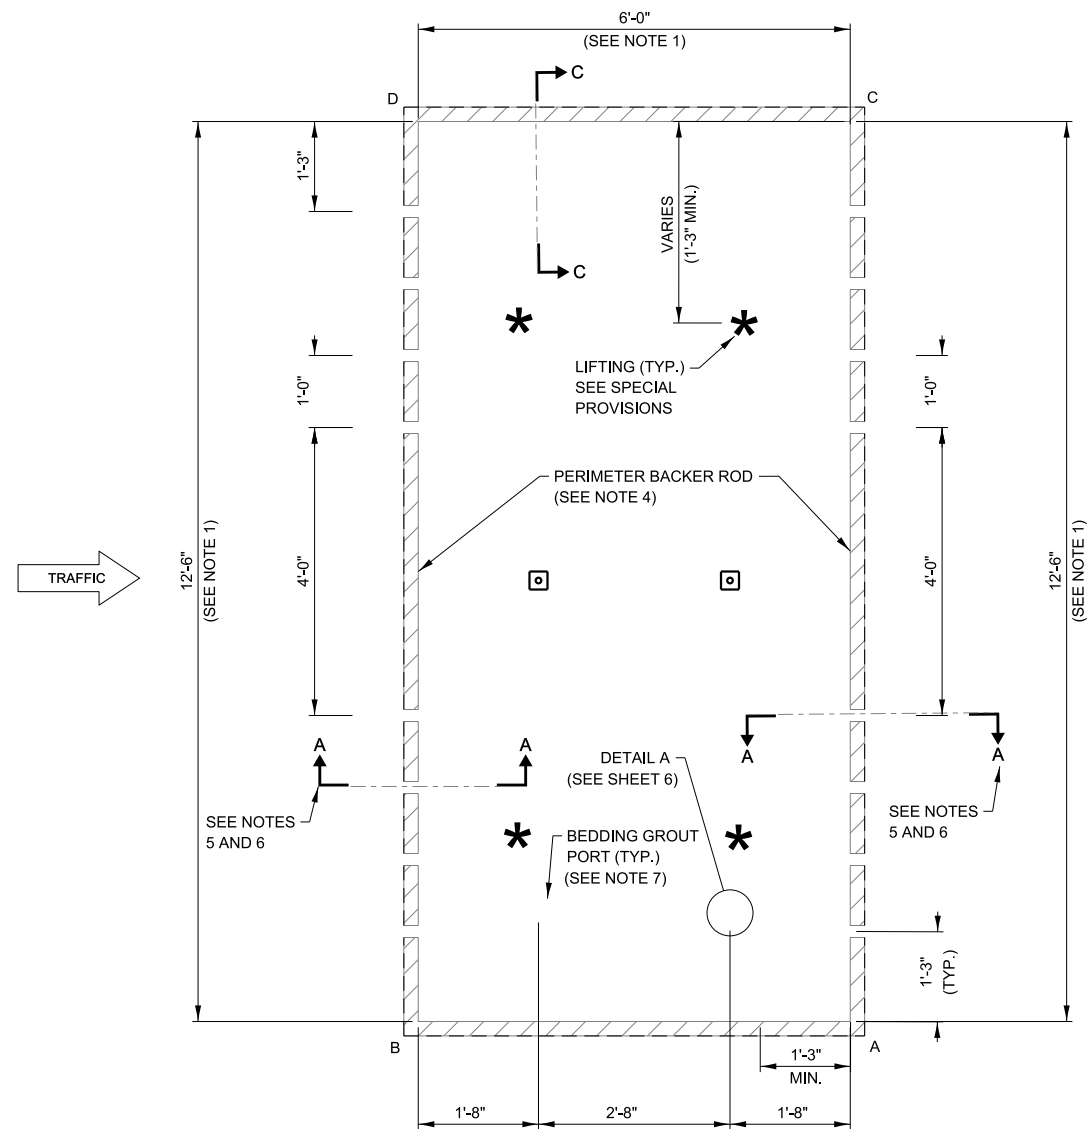 6'-0"
(SEE NOTE 1)
C
D
C
1'-3"
VARIES
(1'-3" MIN.)
C
LIFTING (TYP.)
SEE SPECIAL
PROVISIONS
1'-0"
1'-0"
PERIMETER BACKER ROD
(SEE NOTE 4)
TRAFFIC
12'-6"
(SEE NOTE 1)
4'-0"
4'-0"
12'-6"
(SEE NOTE 1)
A
A
DETAIL A
(SEE SHEET 6)
A
A
SEE NOTES
5 AND 6
SEE NOTES
5 AND 6
BEDDING GROUT
PORT (TYP.)
(SEE NOTE 7)
1'-3"
(TYP.)
B
A
1'-3"
MIN.
1'-8"
2'-8"
1'-8"